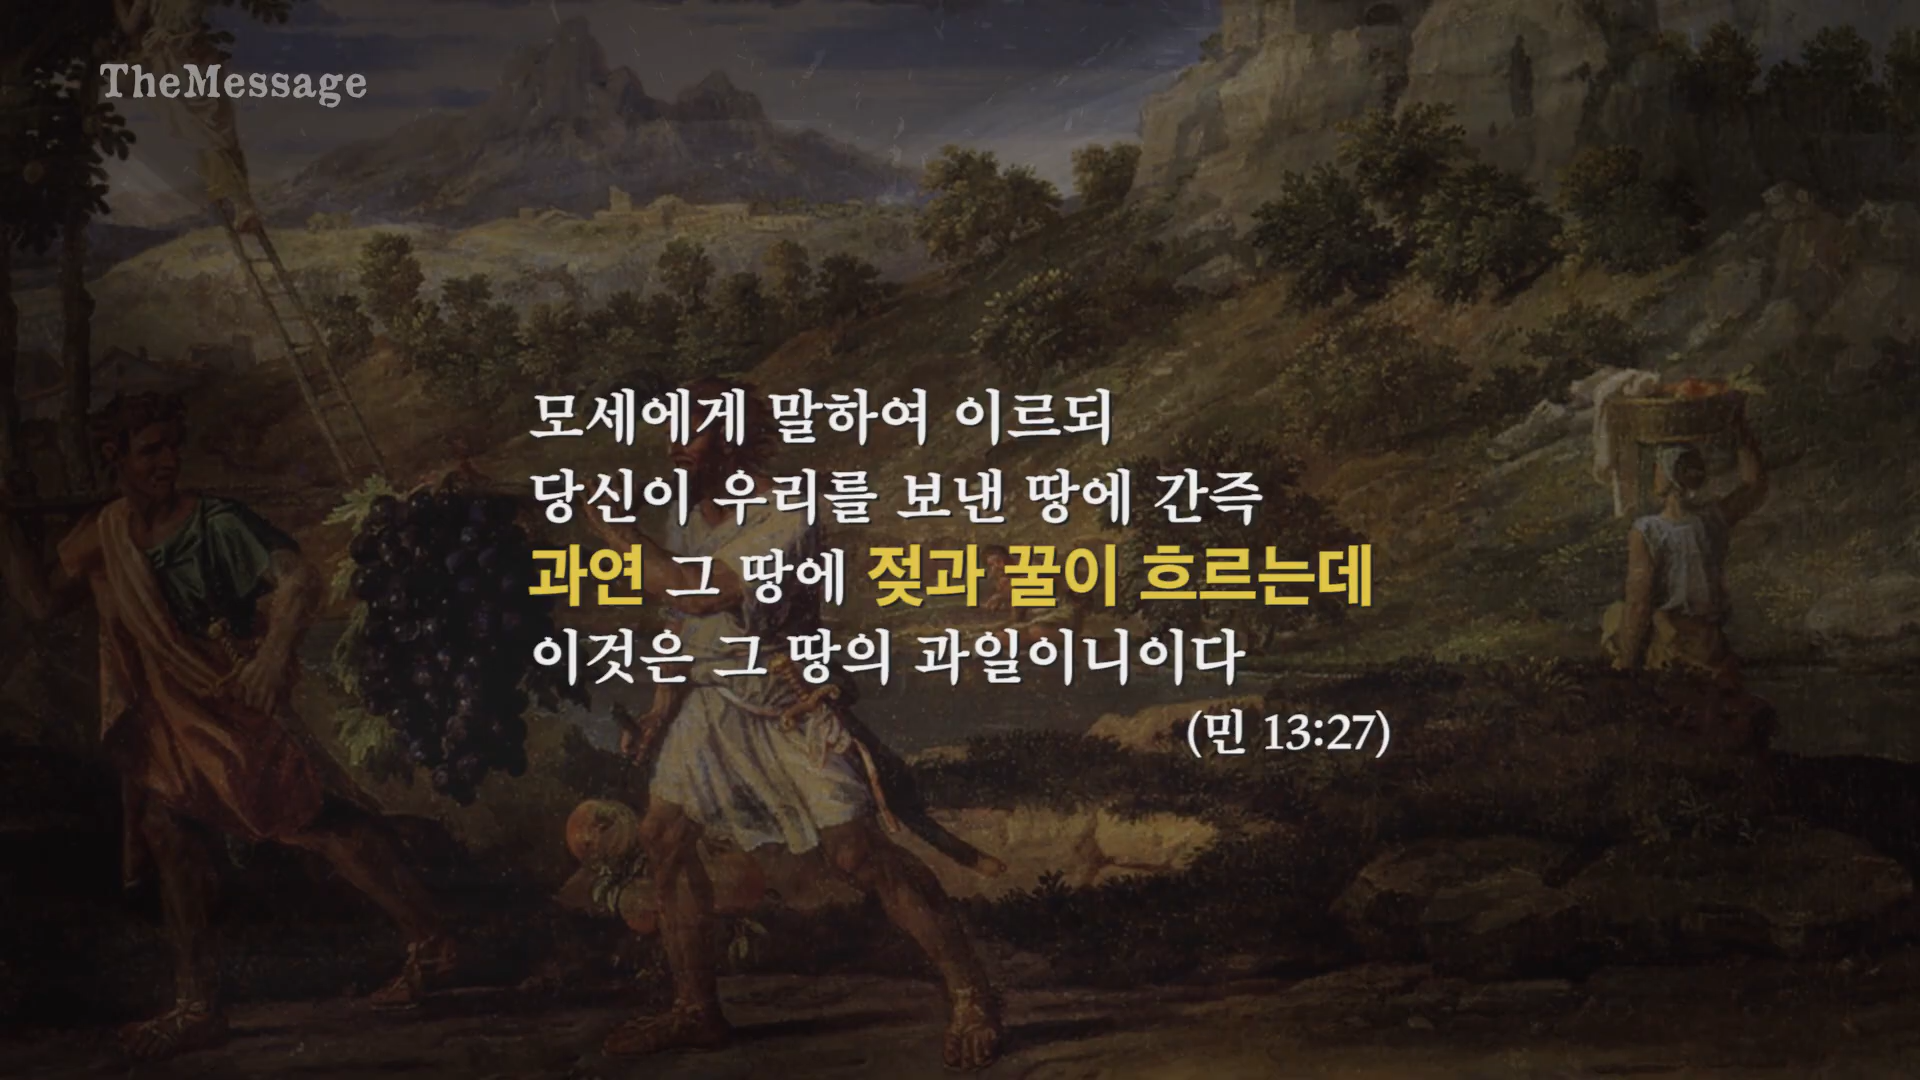 TheMessage
모세에게 말하여 이르되
당신이 우리를 보낸 땅에 간즉
과연 그 땅에 젖과 꿀이 흐르는데
이것은 그 땅의 과일이니이다
(민 13:27)